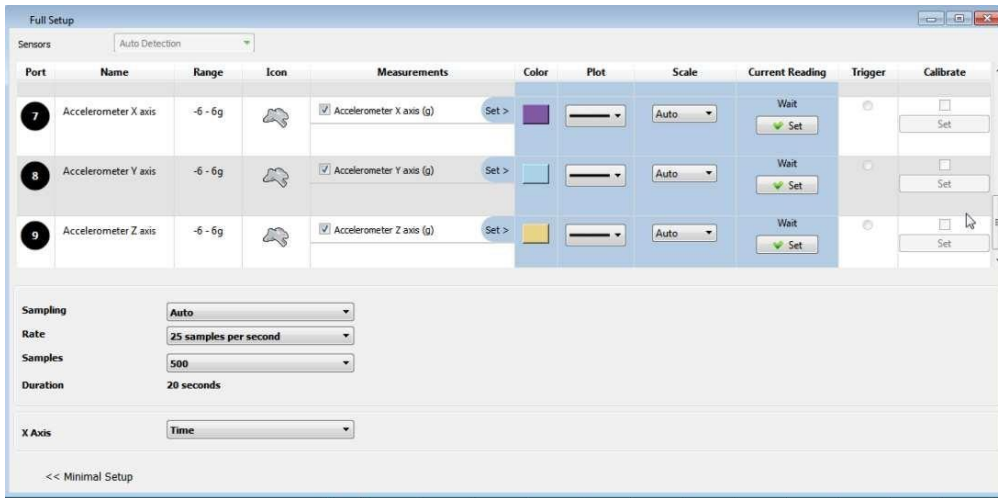 Full Setup
Sensors Auto Detection
Port Name Range Icon Measurements Color Plot Scale Current Reading Trigger Calibrate
7 Accelerometer X axis -6 - 6g Accelerometer X axis (g) Set > Auto Wait
Set Set
8 Accelerometer Y axis -6 - 6g Accelerometer Y axis (g) Set > Auto Wait
Set Set
9 Accelerometer Z axis -6 - 6g Accelerometer Z axis (g) Set > Auto Wait
Set Set
Sampling Auto
Rate 25 samples per second
Samples 500
Duration 20 seconds
X Axis Time
<< Minimal Setup